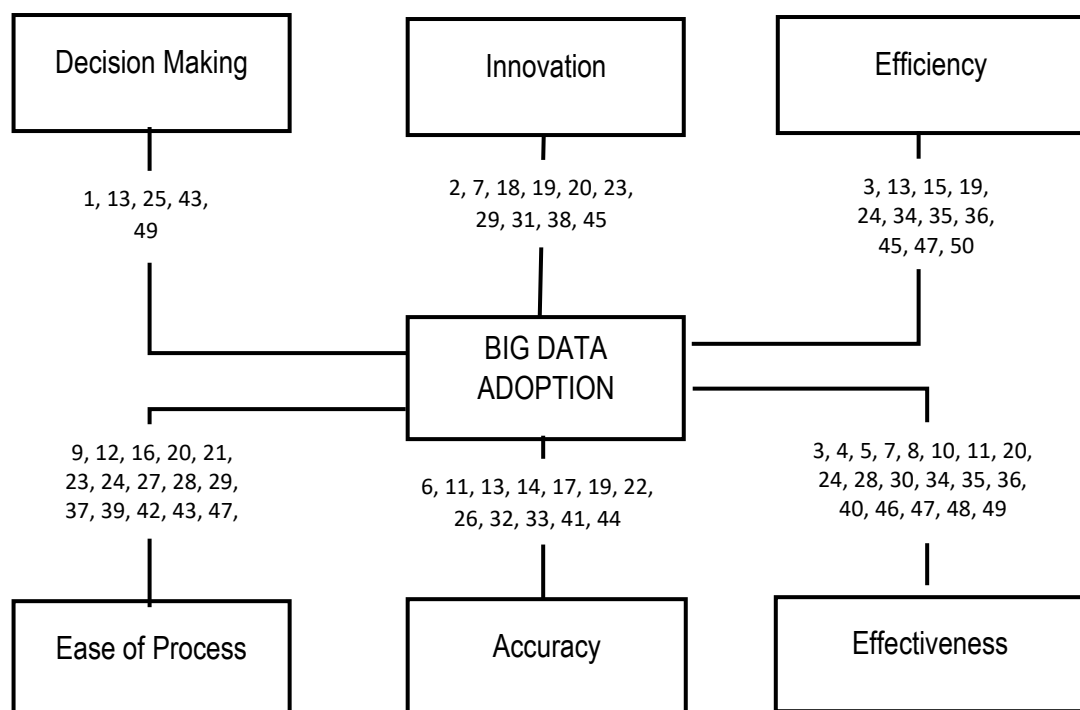 Decision Making
Innovation
Efficiency
1, 13, 25, 43,
49
2, 7, 18, 19, 20, 23,
29, 31, 38, 45
3, 13, 15, 19,
24, 34, 35, 36,
45, 47, 50
BIG DATA
ADOPTION
9, 12, 16, 20, 21,
23, 24, 27, 28, 29,
37, 39, 42, 43, 47,
6, 11, 13, 14, 17, 19, 22,
26, 32, 33, 41, 44
3, 4, 5, 7, 8, 10, 11, 20,
24, 28, 30, 34, 35, 36,
40, 46, 47, 48, 49
Ease of Process
Accuracy
Effectiveness